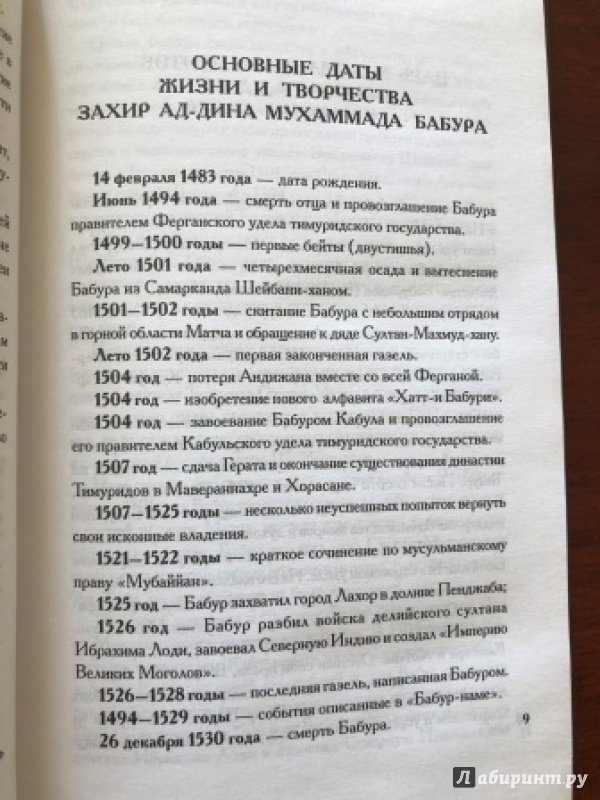 ОСНОВНЫЕ ДАТЫ
ЖИЗНИ И ТВОРЧЕСТВА
ЗАХИР АД-ДИНА МУХАММАДА БАБУРА
14 февраля 1483 года — дата рождения.
Июнь 1494 года — смерть отца и провозглашение Бабура
правителем Ферганского удела тимуридского государства.
1499—1500 годы — первые бейты (двустишья).
Лето 1501 года — четырехмесячная осада и вытеснение
Бабура из Самарканда Шейбани-ханом.
1501—1502 годы — скитание Бабура с небольшим отрядом
в горной области Матча и обращение к дяде Султан-Махмуд-хану.
Лето 1502 года — первая законченная газель.
1504 год — потеря Андижана вместе со всей Ферганой.
1504 год — изобретение нового алфавита «Хатт-и Бабури».
1504 год — завоевание Бабуром Кабула и провозглашение
его правителем Кабульского удела тимуридского государства.
1507 год — сдача Герата и окончание существования династии
Тимуридов в Мавераннахре и Хорасане.
1507—1525 годы — несколько неуспешных попыток вернуть
свои исконные владения.
1521—1522 годы — краткое сочинение по мусульманскому
праву «Мубаййан».
1525 год — Бабур захватил город Лахор в долине Пенджаба;
1526 год — Бабур разбил войска делийского султана
Ибрахима Лоди, завоевал Северную Индию и создал «Империю
Великих Моголов».
1526—1528 годы — последняя газель, написанная Бабуром.
1494—1529 годы — события описанные в «Бабур-наме».
26 декабря 1530 года — смерть Бабура.
9
Лабиринт.ру